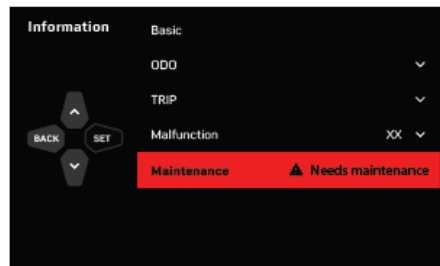 Information
Basic
ODO
TRIP
BACK SET
Malfunction XX
Maintenance Needs maintenance